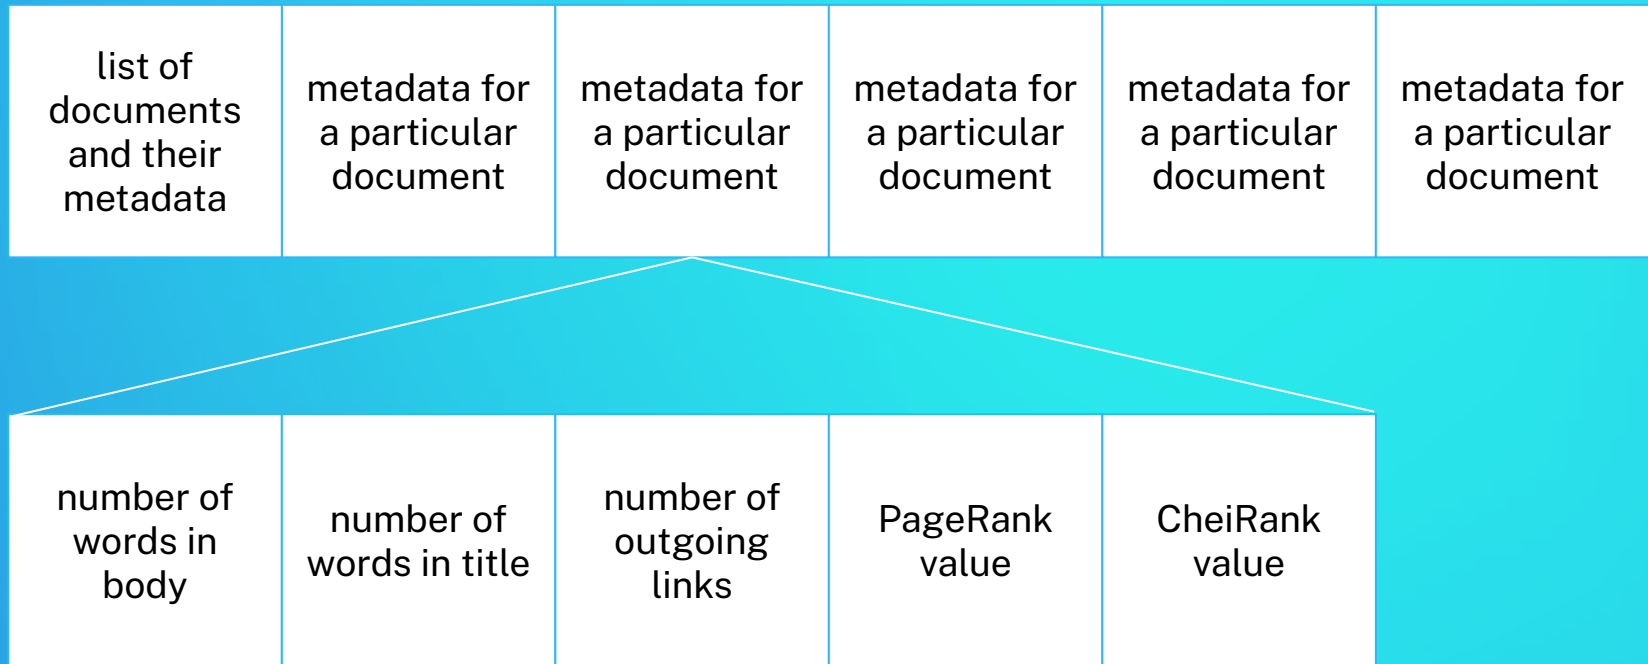 list of
documents
and their
metadata
metadata for
a particular
document
metadata for
a particular
document
metadata for
a particular
document
metadata for
a particular
document
metadata for
a particular
document
number of
words in
body
number of
words in title
number of
outgoing
links
PageRank
value
CheiRank
value